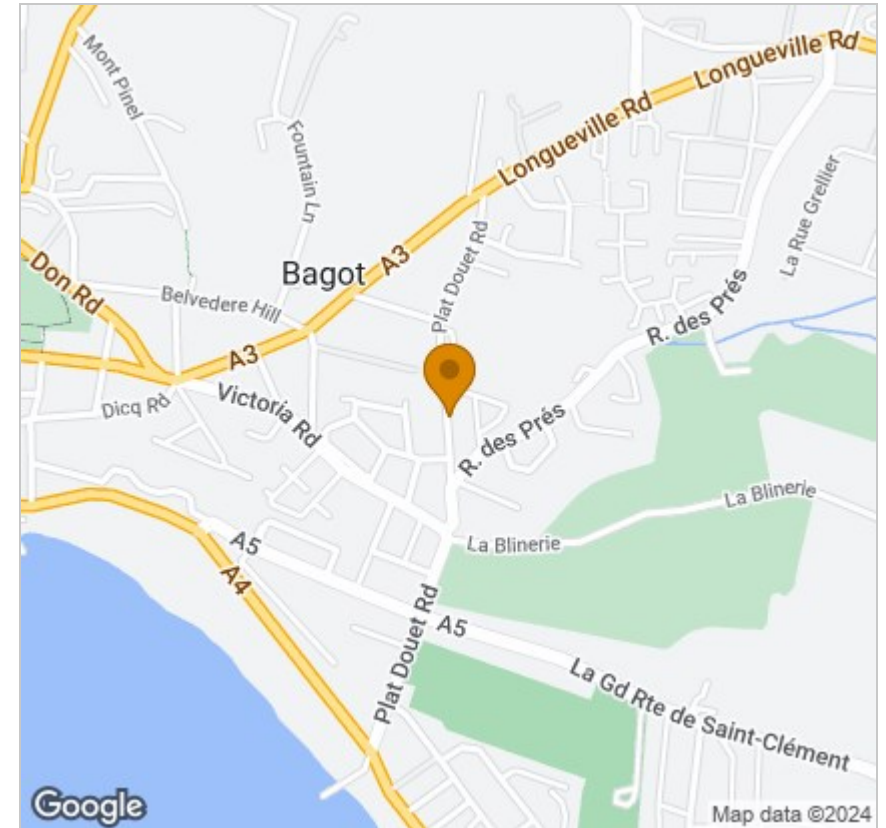 Longueville Rd
Mont Pinel
Longueville Rd
Fountain Ln
La Rue Grellier
Plat Douet Rd
Don Rd
Bagot
A3
Belvedere Hill
R. des Prés
A3
Dicq Rd
Victoria Rd
R. des Prés
La Blinerie
La Blinerie
A5
A4
Plat Douet Rd
A5
La Gd Rte de Saint-Clément
Google
Map data ©2024